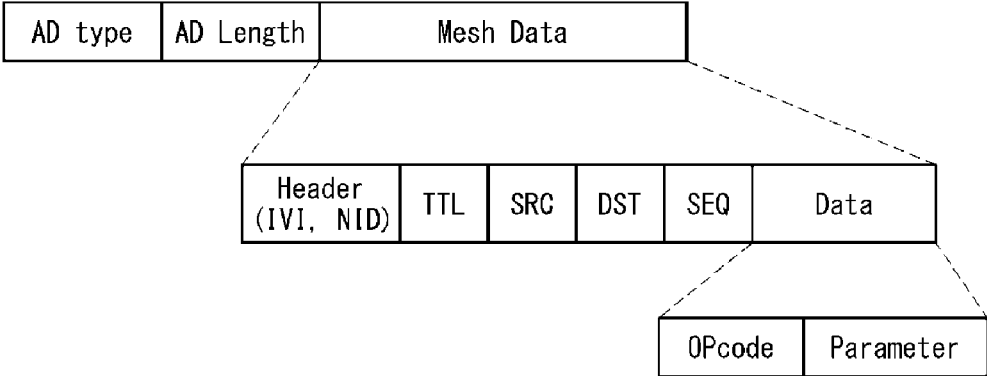 AD type AD Length Mesh Data
Header
(IVI, NID) TTL SRC DST SEQ Data
OPcode Parameter